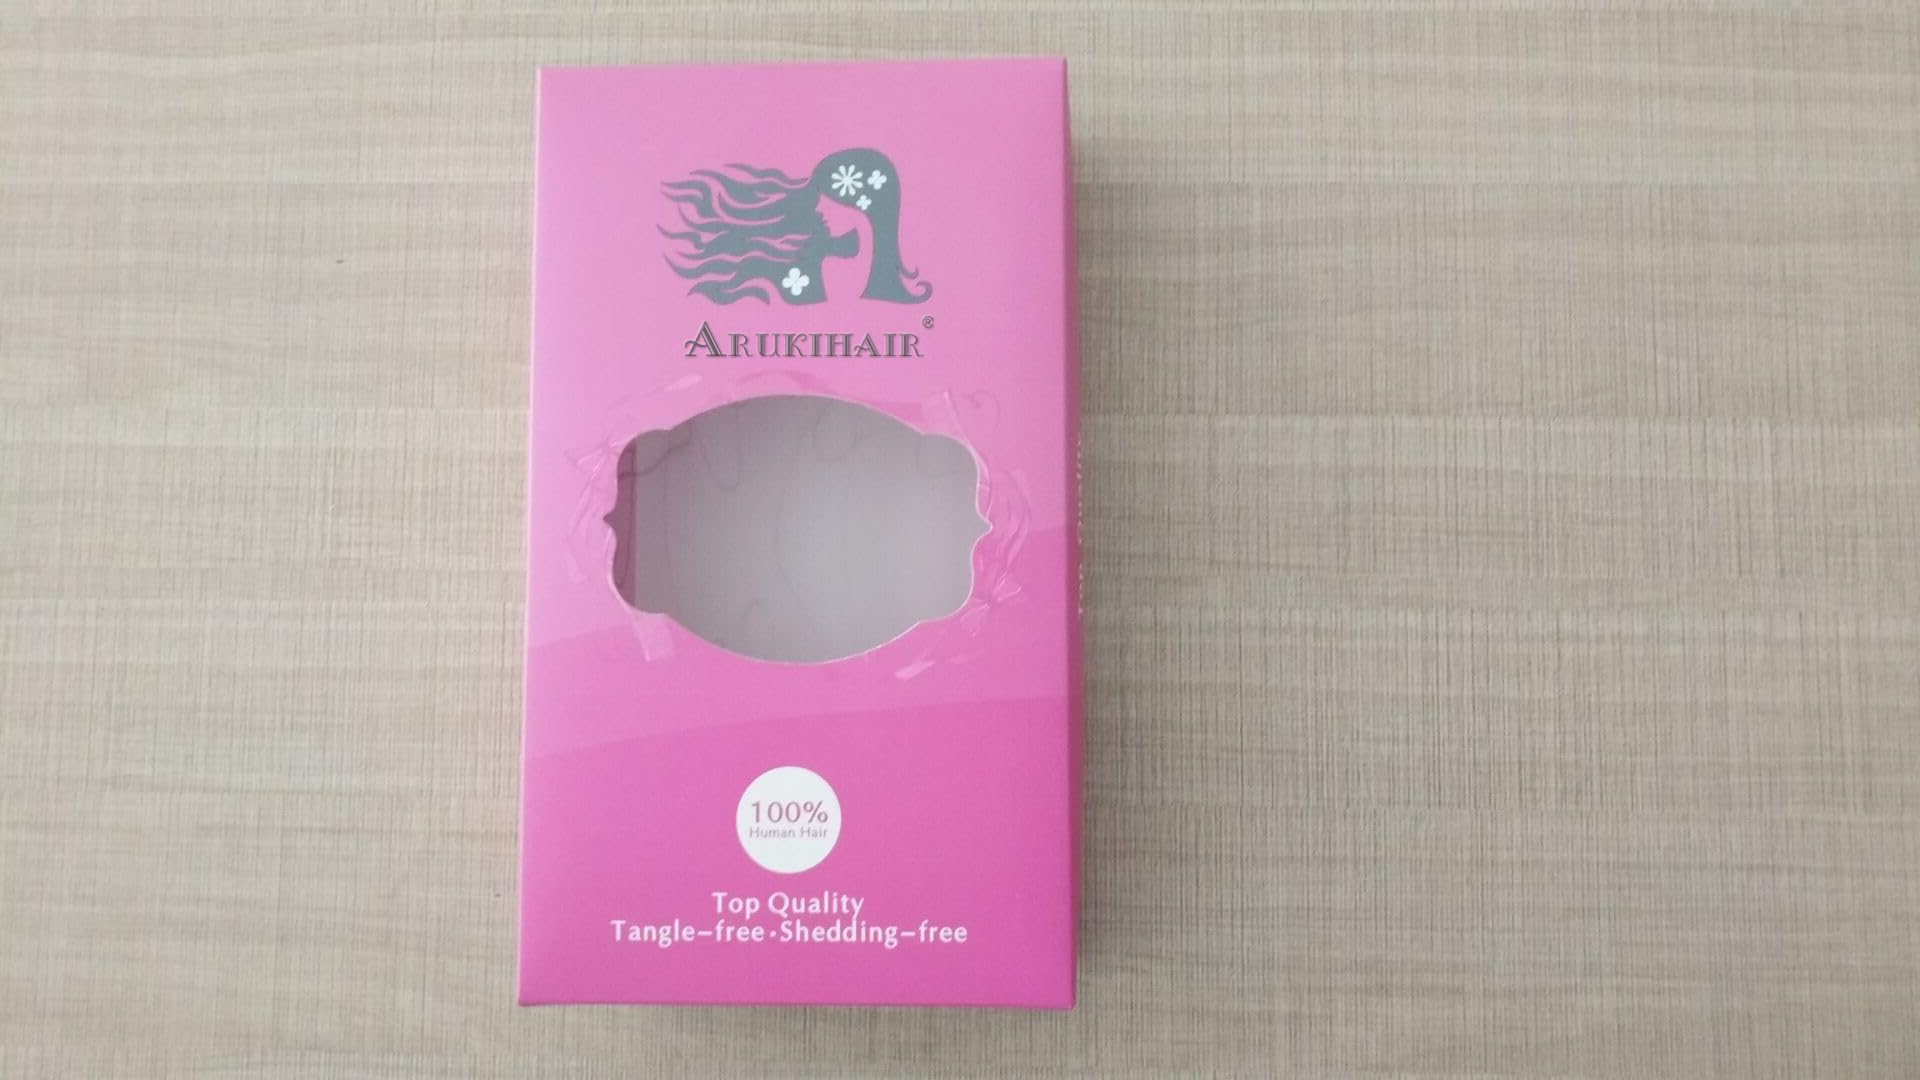 ARUKIHAIR®
100%
Human Hair
Top Quality
Tangle-free·Shedding-free